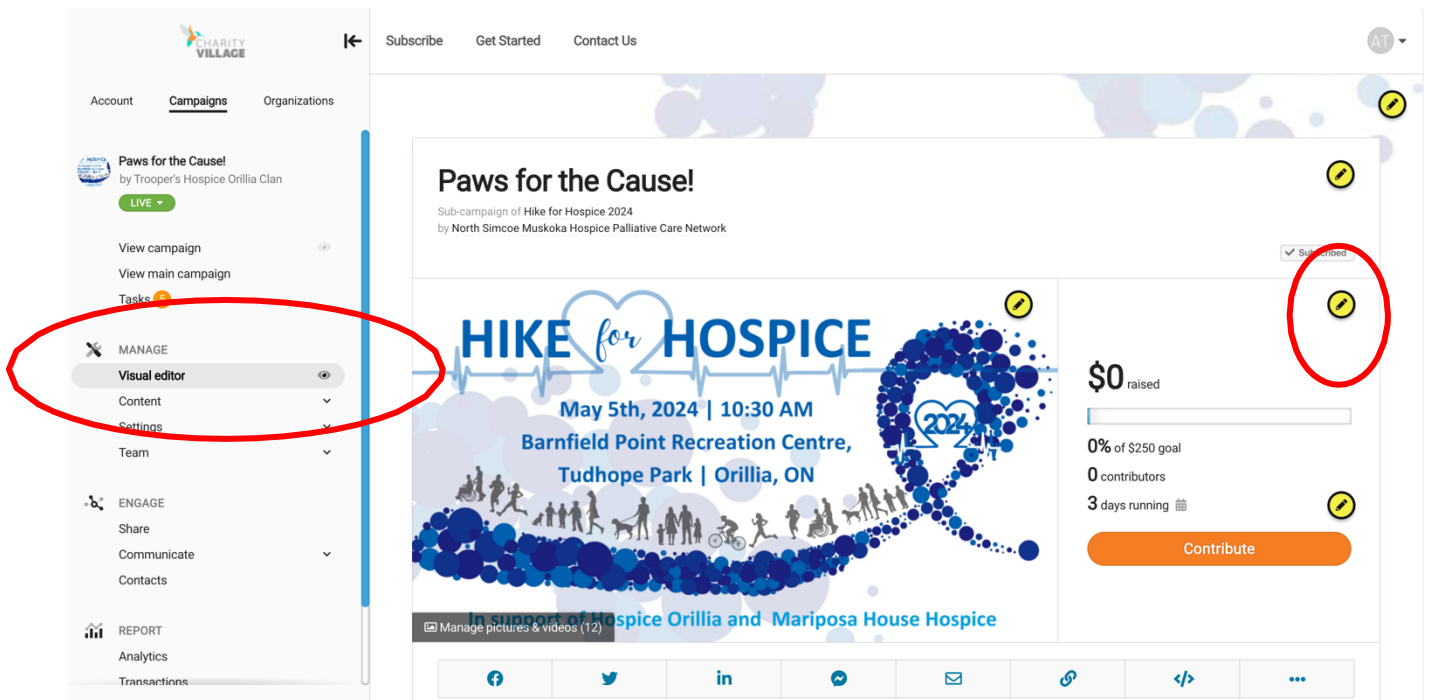 CHARITY
VILLAGE
Subscribe
Get Started
Contact Us
AT
Account
Campaigns
Organizations
Paws for the Cause!
by Trooper's Hospice Orillia Clan
LIVE
View campaign
View main campaign
Tasks 5
MANAGE
Visual editor
Content
Settings
Team
ENGAGE
Share
Communicate
Contacts
REPORT
Analytics
Transactions
Paws for the Cause!
Sub-campaign of Hike for Hospice 2024
by North Simcoe Muskoka Hospice Palliative Care Network
Subscribed
HIKE for HOSPICE
May 5th, 2024 | 10:30 AM
Barnfield Point Recreation Centre,
Tudhope Park | Orillia, ON
2024
In support of Hospice Orillia and Mariposa House Hospice
Manage pictures & videos (12)
$0 raised
0% of $250 goal
0 contributors
3 days running
Contribute